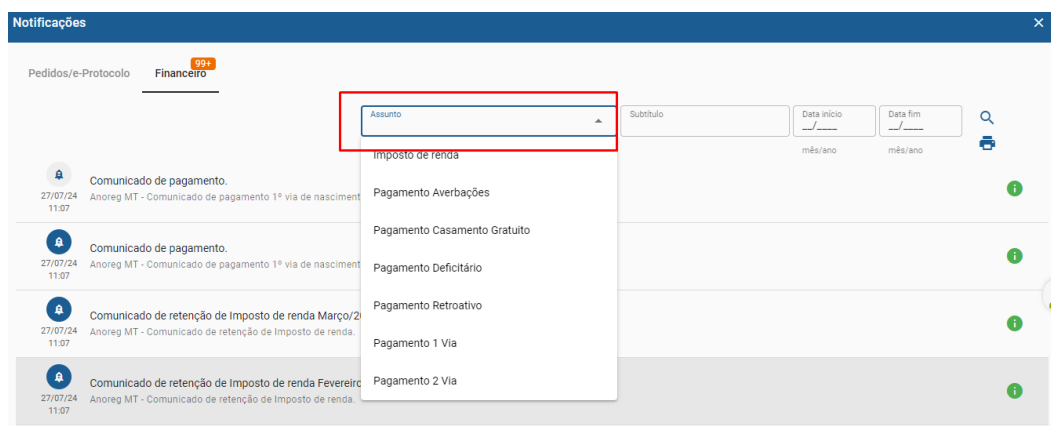 Notificações
99+
Pedidos/e-Protocolo Financeiro
Assunto Subtítulo Data início Data fim
__/____ __/____
mês/ano mês/ano
Imposto de renda
Pagamento Averbações
Pagamento Casamento Gratuito
Pagamento Deficitário
Pagamento Retroativo
Pagamento 1 Via
Pagamento 2 Via
Comunicado de pagamento.
27/07/24 Anoreg MT - Comunicado de pagamento 1º via de nasciment
11:07
Comunicado de pagamento.
27/07/24 Anoreg MT - Comunicado de pagamento 1º via de nasciment
11:07
Comunicado de retenção de Imposto de renda Março/2
27/07/24 Anoreg MT - Comunicado de retenção de Imposto de renda.
11:07
Comunicado de retenção de Imposto de renda Fevereiro
27/07/24 Anoreg MT - Comunicado de retenção de Imposto de renda.
11:07